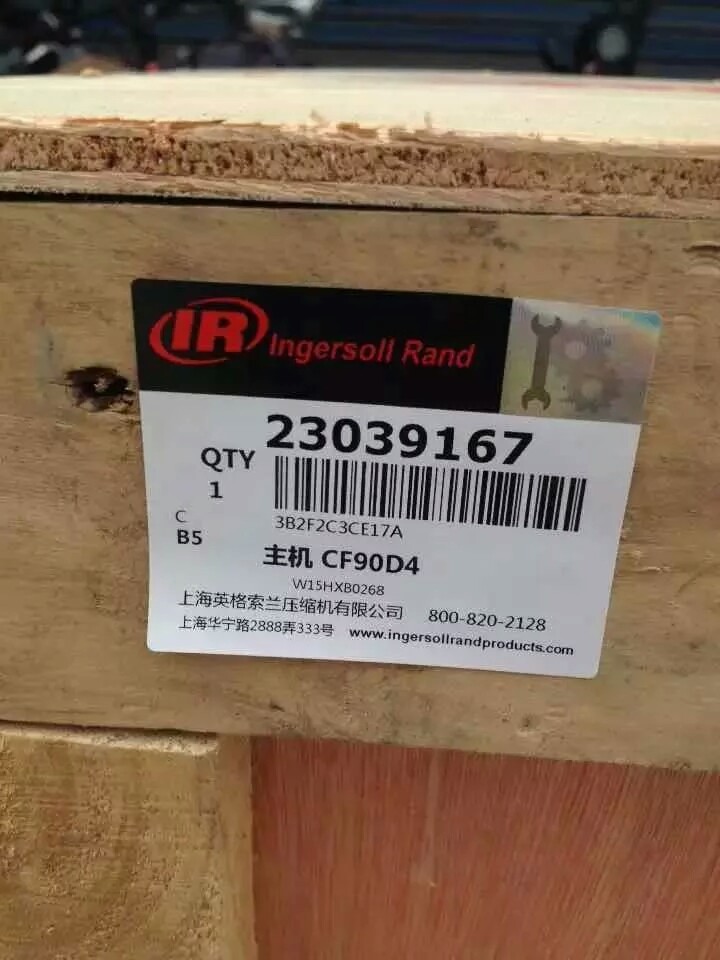 IR Ingersoll Rand
23039167
QTY
1
3B2F2C3CE17A
C
B5
主机 CF90D4
W15HXB0268
上海英格索兰压缩机有限公司 800-820-2128
上海华宁路2888弄333号 www.ingersollrandproducts.com